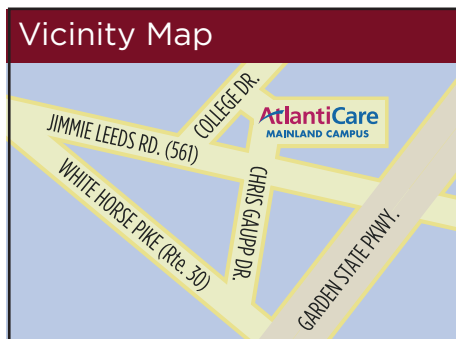 Vicinity Map
COLLEGE DR.
AtlantiCare
MAINLAND CAMPUS
JIMMIE LEEDS RD. (561)
WHITE HORSE PIKE (Rte. 30)
CHRIS GAUPP DR.
GARDEN STATE PKWY.